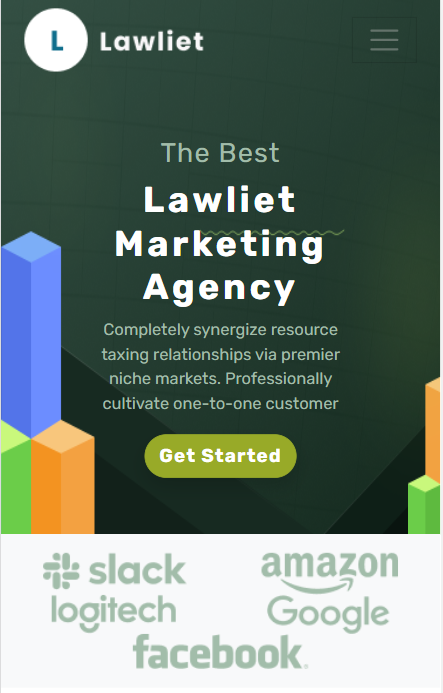 L Lawliet
The Best
Lawliet
Marketing
Agency
Completely synergize resource
taxing relationships via premier
niche markets. Professionally
cultivate one-to-one customer
Get Started
slack amazon
logitech Google
facebook.